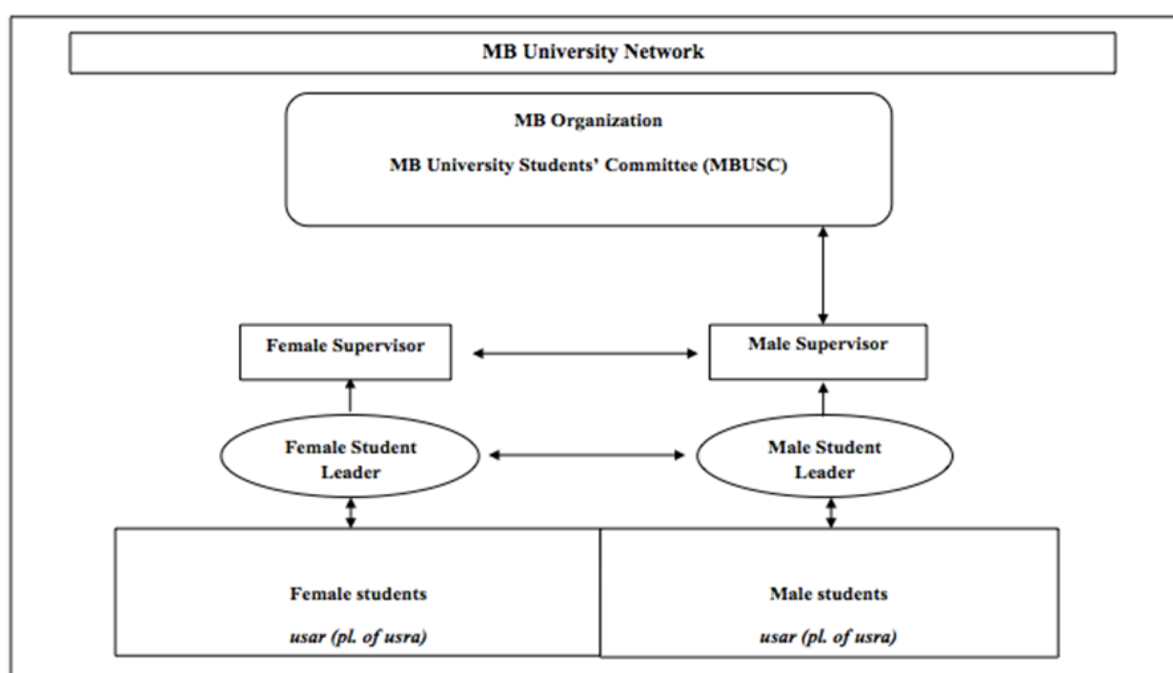 MB University Network
MB Organization
MB University Students’ Committee (MBUSC)
Female Supervisor
Male Supervisor
Female Student
Leader
Male Student
Leader
Female students
usar (pl. of usra)
Male students
usar (pl. of usra)